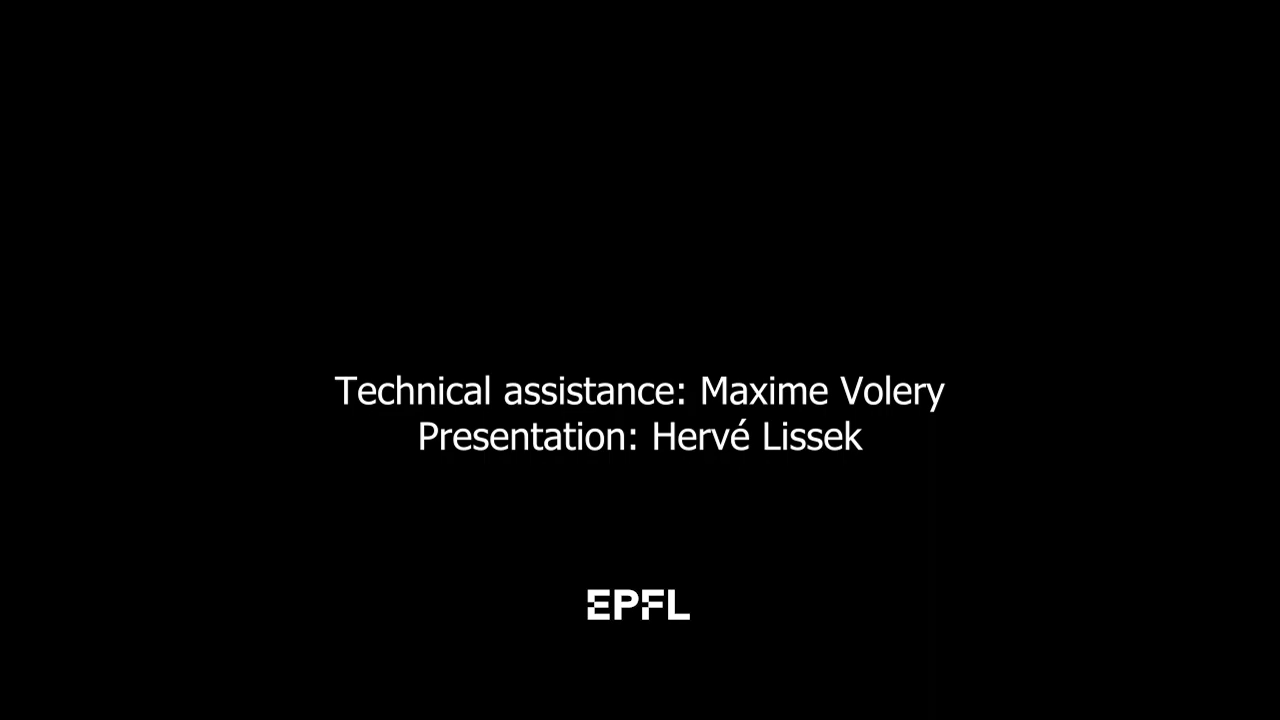 Technical assistance: Maxime Volery
Presentation: Hervé Lissek
EPFL